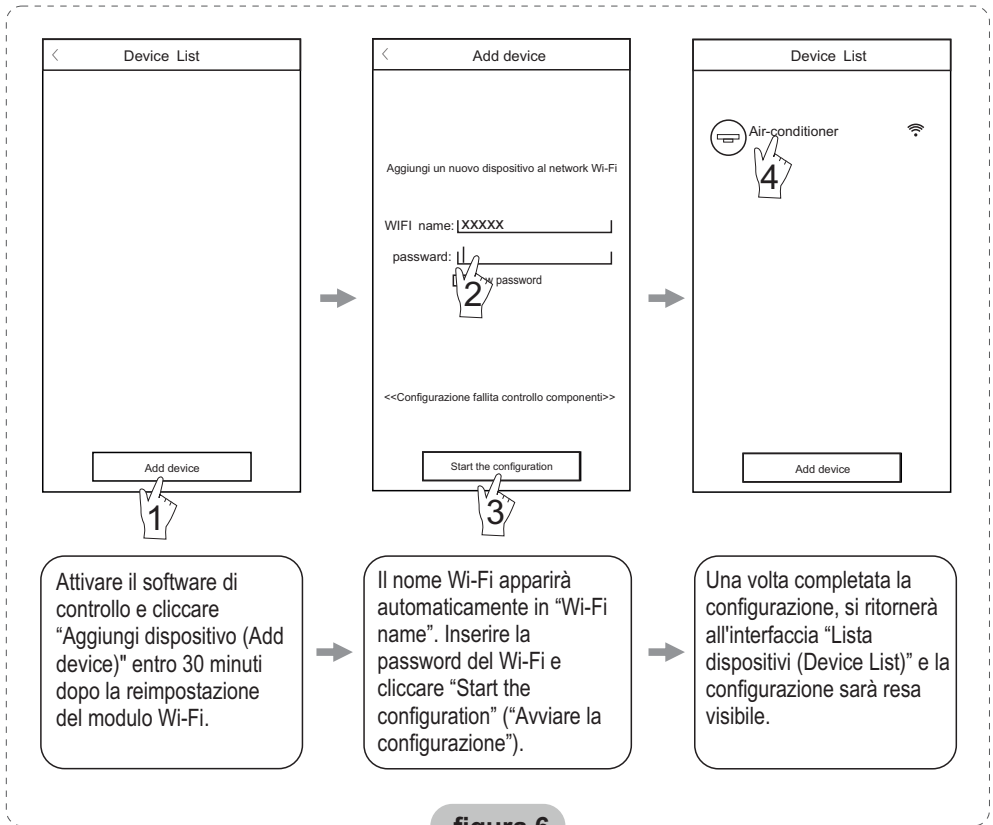 Device List
Add device
1
Add device
Aggiungi un nuovo dispositivo al network Wi-Fi
WIFI name: XXXXX
passward:
password
2
<<Configurazione fallita controllo componenti>>
Start the configuration
3
Device List
Air-conditioner
4
Add device
Attivare il software di
controllo e cliccare
“Aggiungi dispositivo (Add
device)" entro 30 minuti
dopo la reimpostazione
del modulo Wi-Fi.
Il nome Wi-Fi apparirà
automaticamente in “Wi-Fi
name”. Inserire la
password del Wi-Fi e
cliccare “Start the
configuration” (“Avviare la
configurazione”).
Una volta completata la
configurazione, si ritornerà
all'interfaccia “Lista
dispositivi (Device List)” e la
configurazione sarà resa
visibile.
figura 6